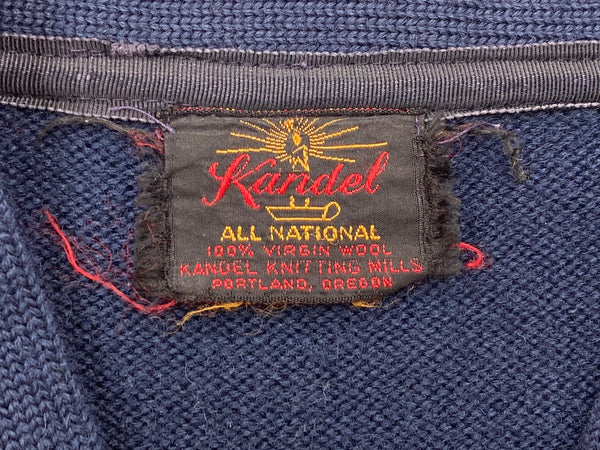 Kandel
ALL NATIONAL
100% VIRGIN WOOL
KANDEL KNITTING MILLS
PORTLAND, OREGON